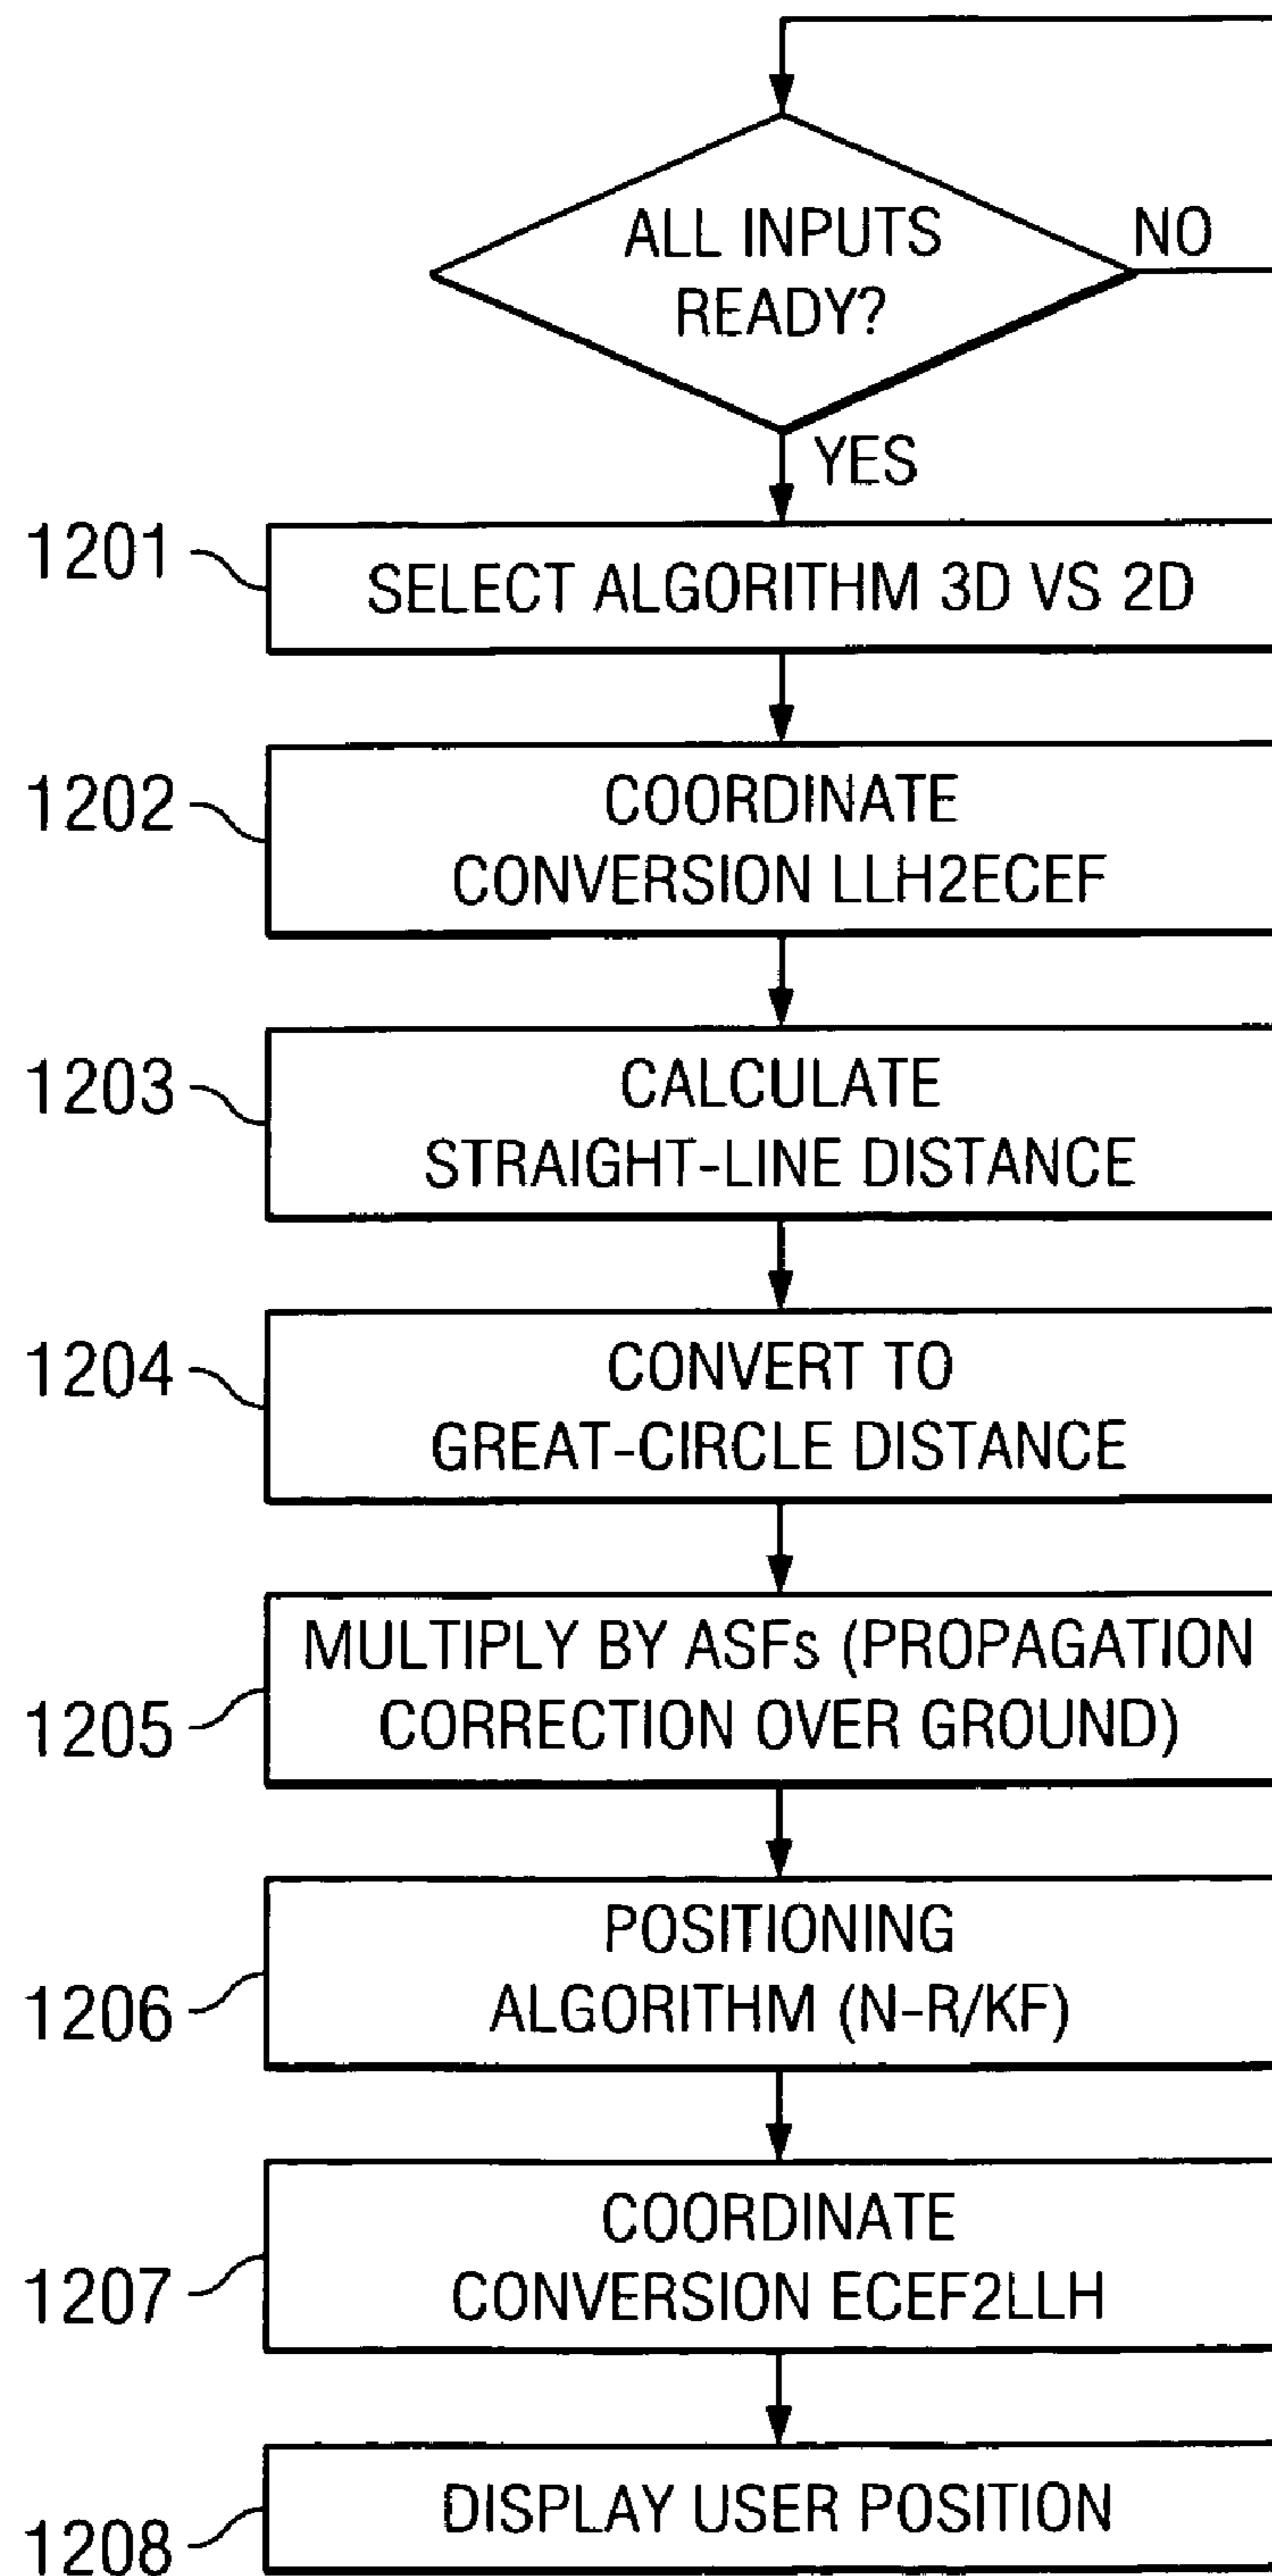 ALL INPUTS
READY?
NO
YES
1201
SELECT ALGORITHM 3D VS 2D
1202
COORDINATE
CONVERSION LLH2ECEF
1203
CALCULATE
STRAIGHT-LINE DISTANCE
1204
CONVERT TO
GREAT-CIRCLE DISTANCE
1205
MULTIPLY BY ASFs (PROPAGATION
CORRECTION OVER GROUND)
1206
POSITIONING
ALGORITHM (N-R/KF)
1207
COORDINATE
CONVERSION ECEF2LLH
1208
DISPLAY USER POSITION